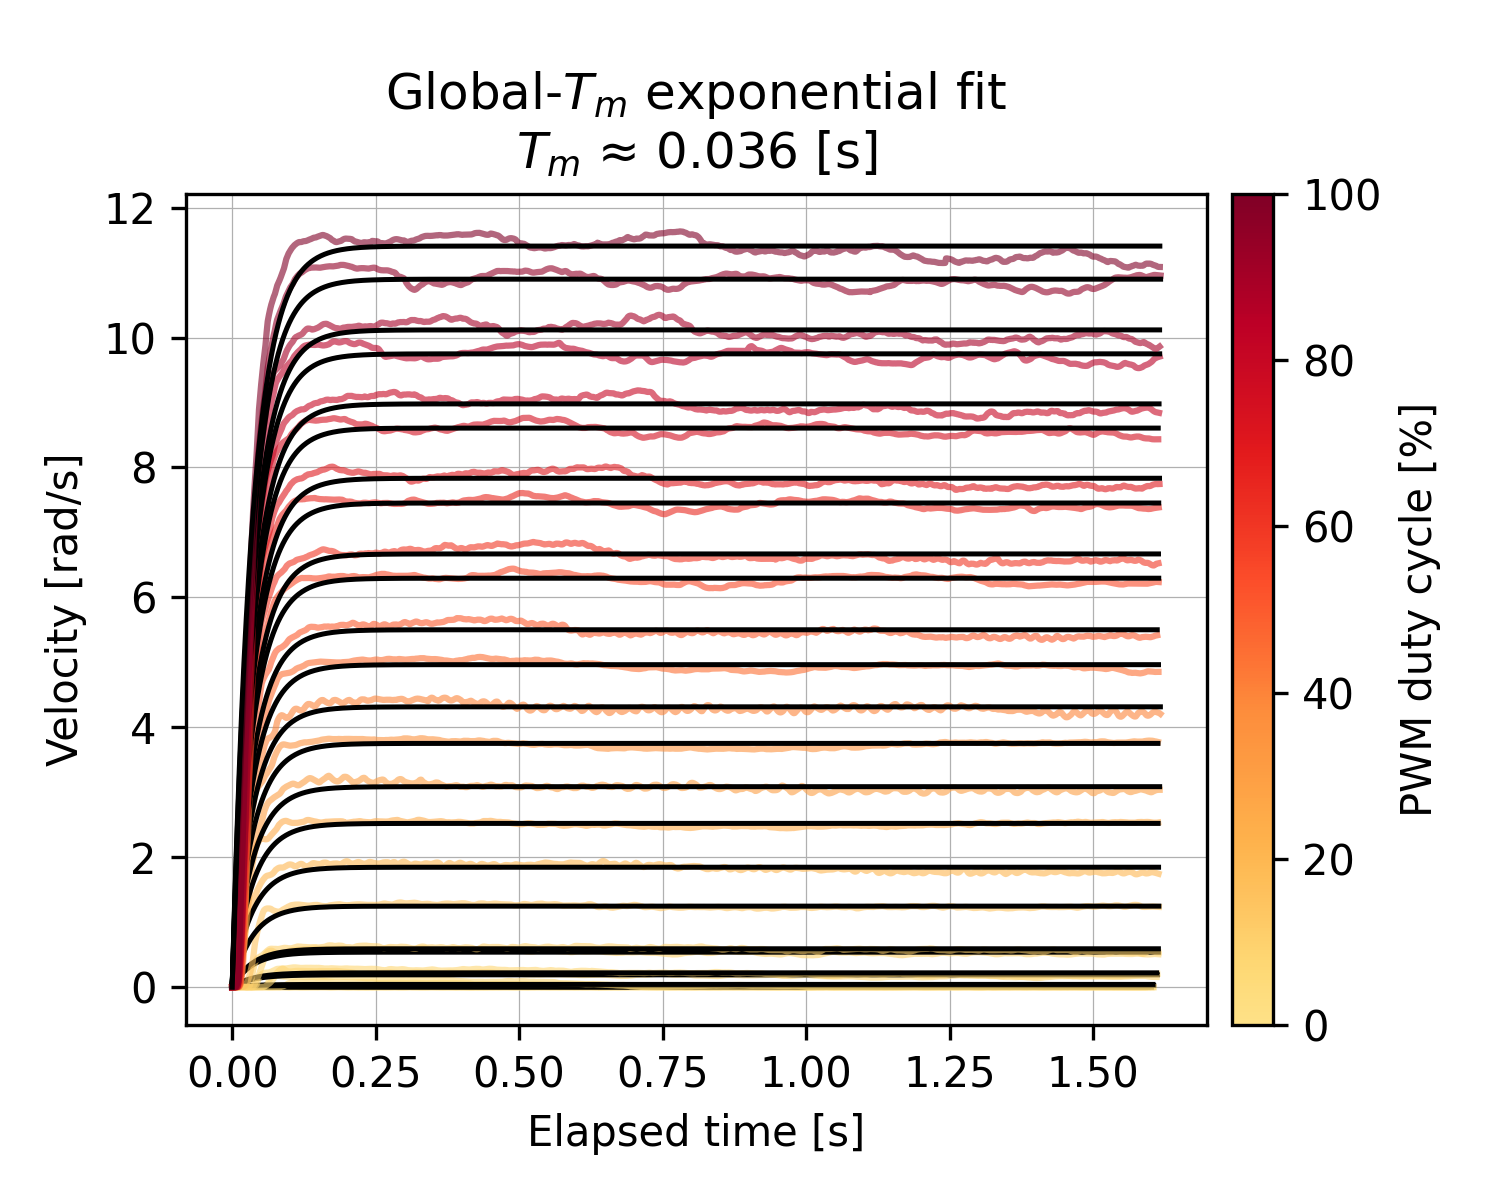 Global-Tm exponential fit
Tm ≈ 0.036 [s]
12
10
8
6
4
2
0
Velocity [rad/s]
0.00 0.25 0.50 0.75 1.00 1.25 1.50
Elapsed time [s]
100
80
60
40
20
0
PWM duty cycle [%]